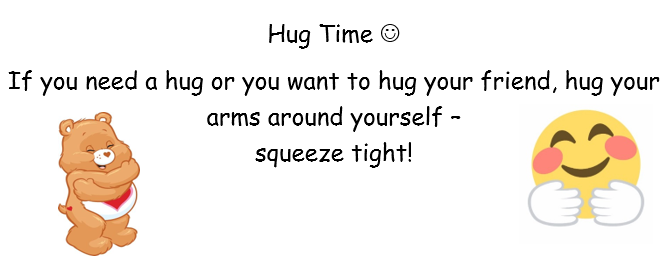 Hug Time ☺
If you need a hug or you want to hug your friend, hug your
arms around yourself –
squeeze tight!